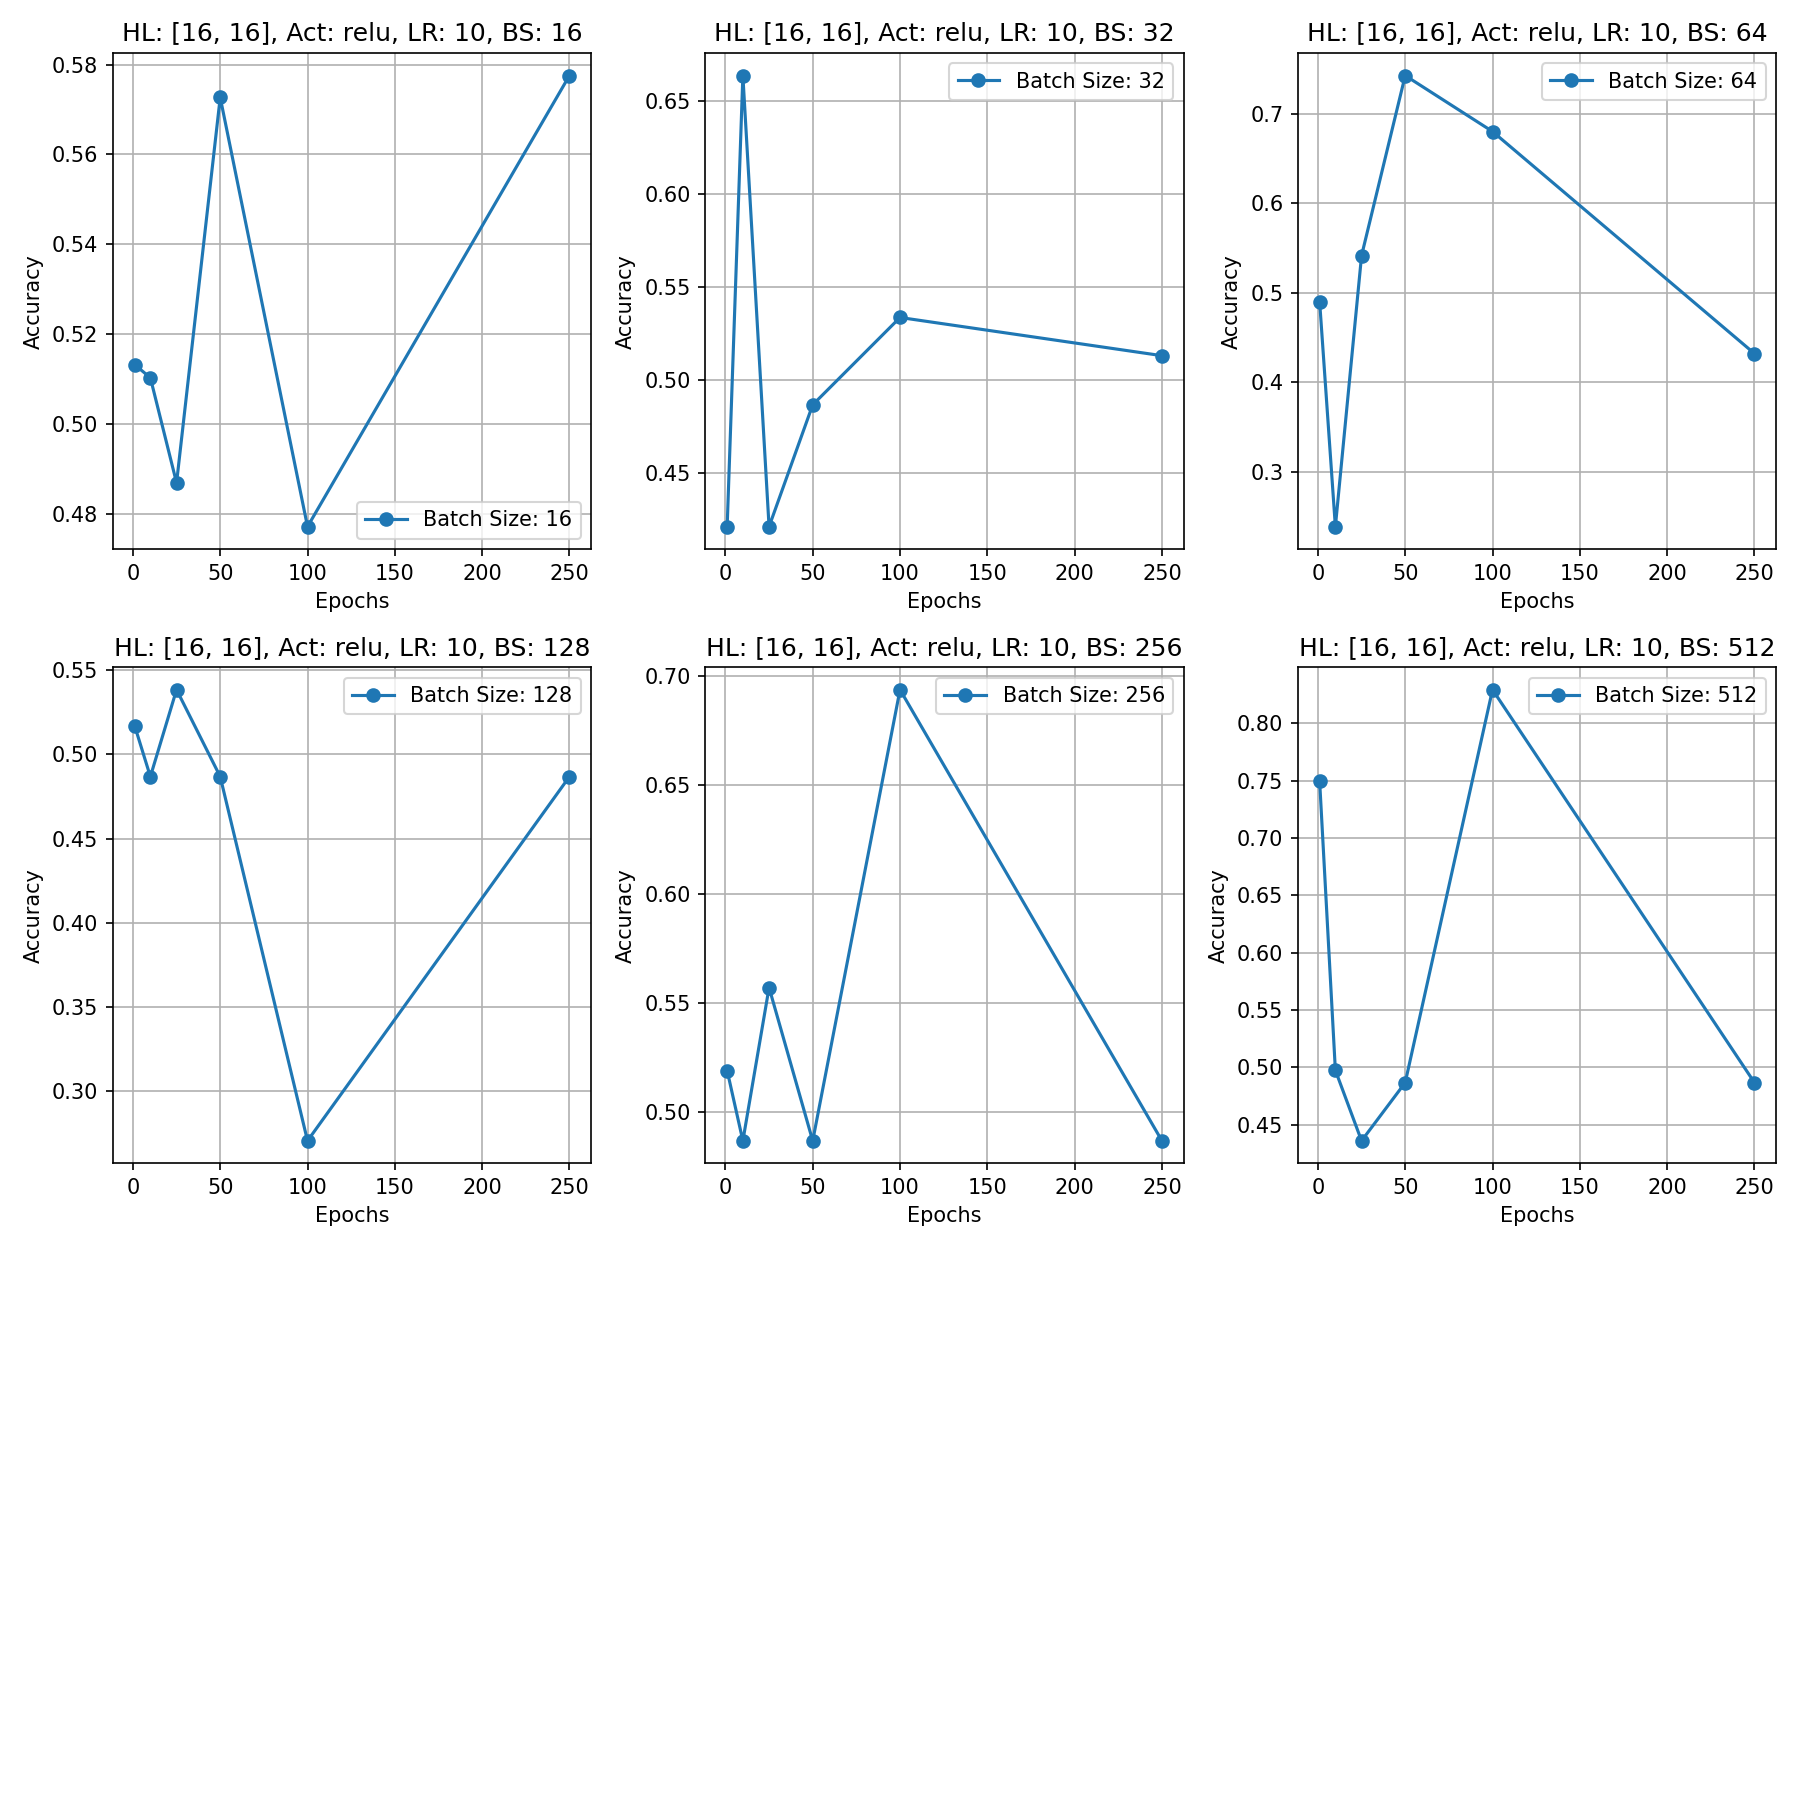 HL: [16, 16], Act: relu, LR: 10, BS: 16
0.58
0.56
0.54
0.52
0.50
0.48
Accuracy
Batch Size: 16
0 50 100 150 200 250
Epochs
HL: [16, 16], Act: relu, LR: 10, BS: 32
Batch Size: 32
0.65
0.60
0.55
0.50
0.45
Accuracy
0 50 100 150 200 250
Epochs
HL: [16, 16], Act: relu, LR: 10, BS: 64
Batch Size: 64
0.7
0.6
0.5
0.4
0.3
Accuracy
0 50 100 150 200 250
Epochs
HL: [16, 16], Act: relu, LR: 10, BS: 128
Batch Size: 128
0.55
0.50
0.45
0.40
0.35
0.30
Accuracy
0 50 100 150 200 250
Epochs
HL: [16, 16], Act: relu, LR: 10, BS: 256
Batch Size: 256
0.70
0.65
0.60
0.55
0.50
Accuracy
0 50 100 150 200 250
Epochs
HL: [16, 16], Act: relu, LR: 10, BS: 512
Batch Size: 512
0.80
0.75
0.70
0.65
0.60
0.55
0.50
0.45
Accuracy
0 50 100 150 200 250
Epochs